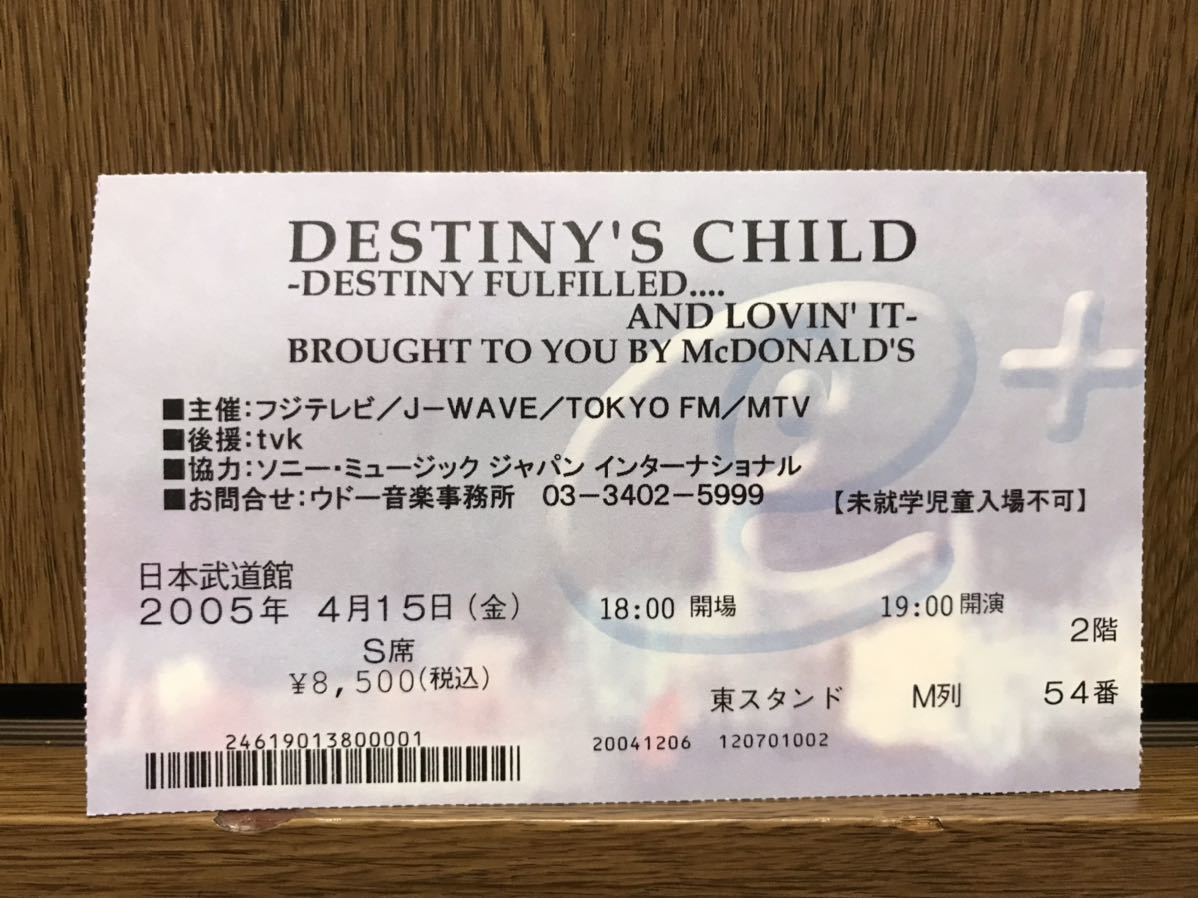 DESTINY'S CHILD
-DESTINY FULFILLED....
AND LOVIN' IT-
BROUGHT TO YOU BY McDONALD'S
■主催:フジテレビ／J-WAVE／TOKYO FM／MTV
■後援:tvk
■協力:ソニー・ミュージック ジャパン インターナショナル
■お問合せ:ウドー音楽事務所 03-3402-5999 【未就学児童入場不可】
日本武道館
2005年 4月15日(金) 18:00 開場 19:00 開演
2階
S席
¥8,500(税込)
東スタンド M列 54番
24619013800001
20041206 120701002
e+